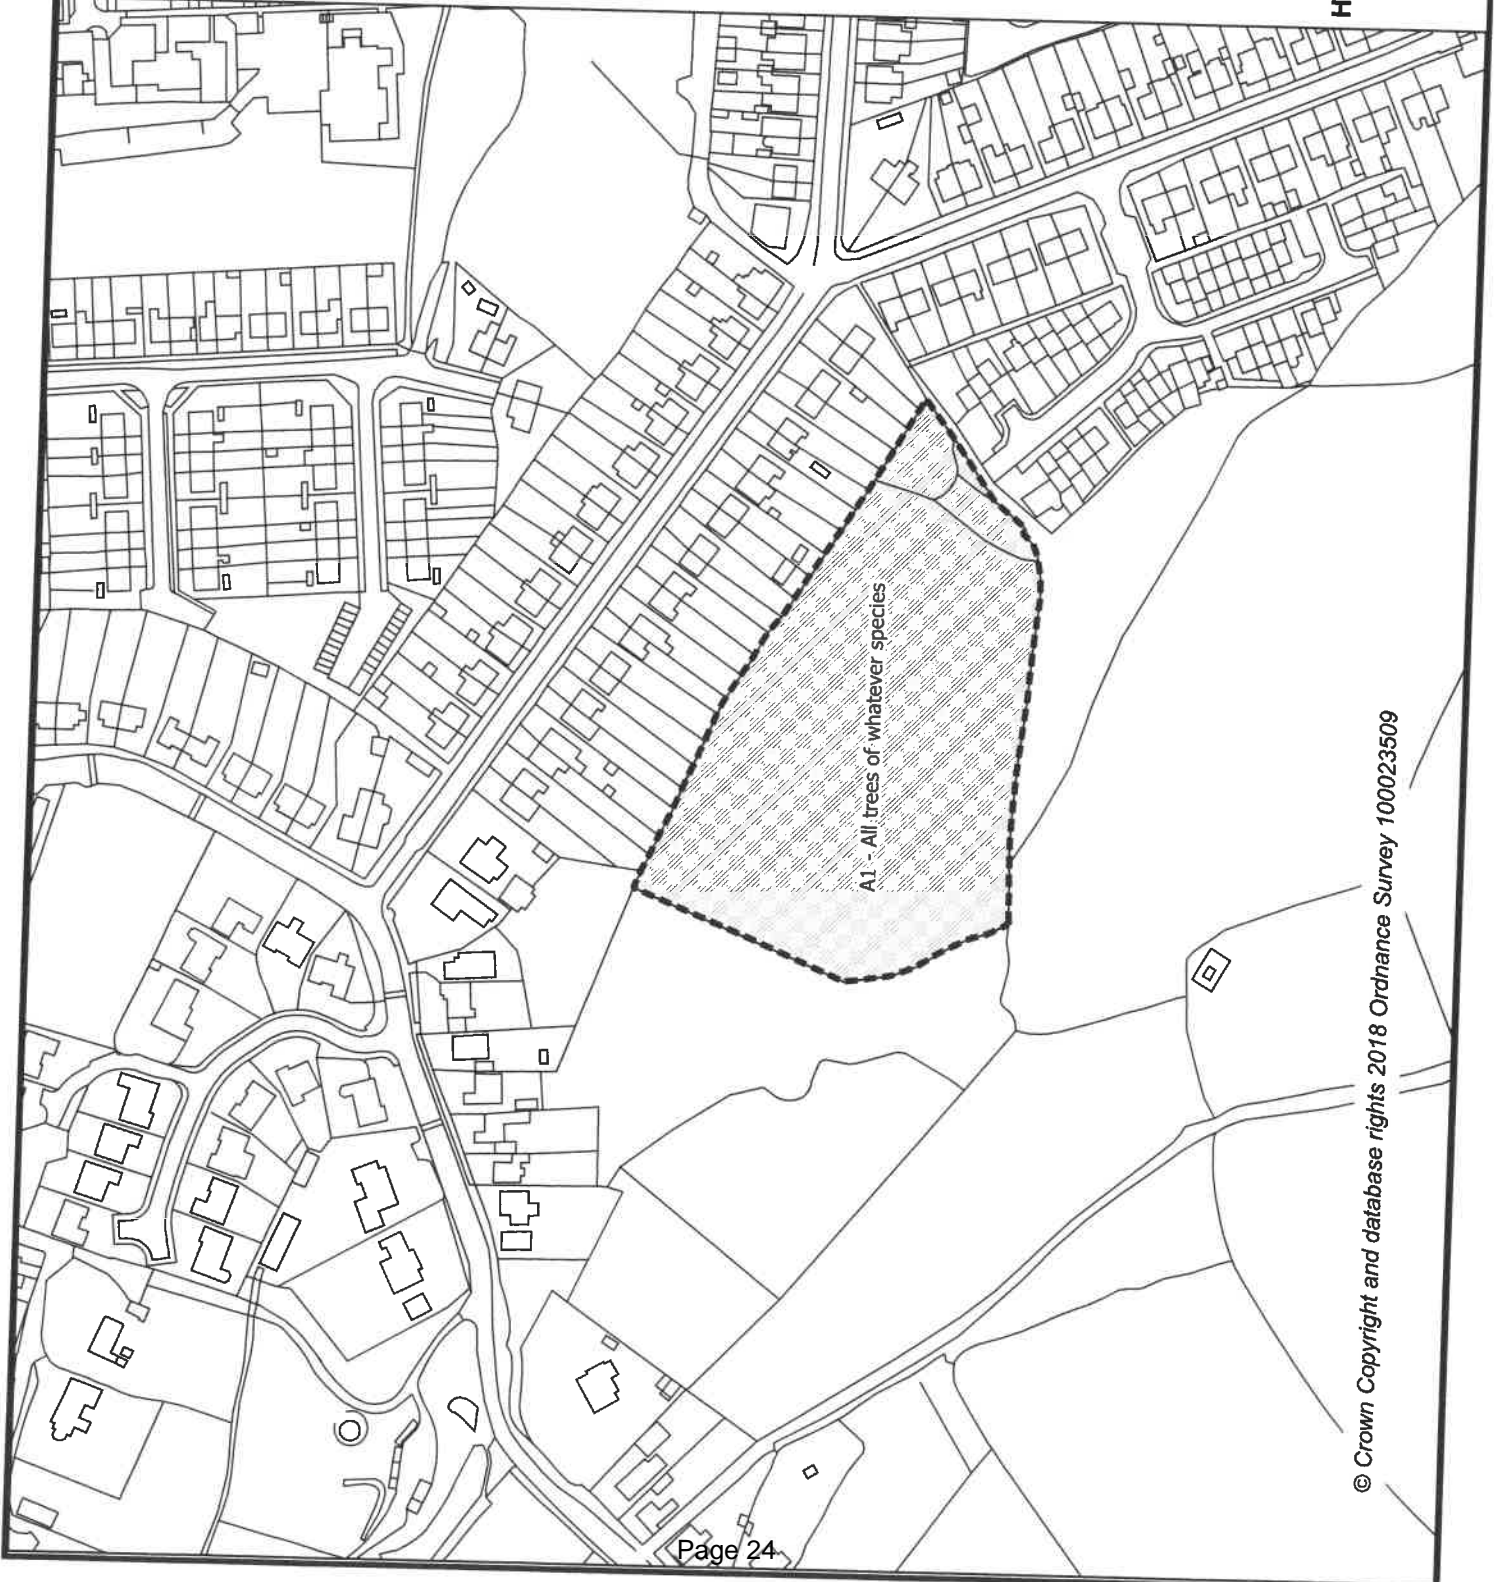 H
A1 - All trees of whatever species
© Crown Copyright and database rights 2018 Ordnance Survey 100023509
Page 24